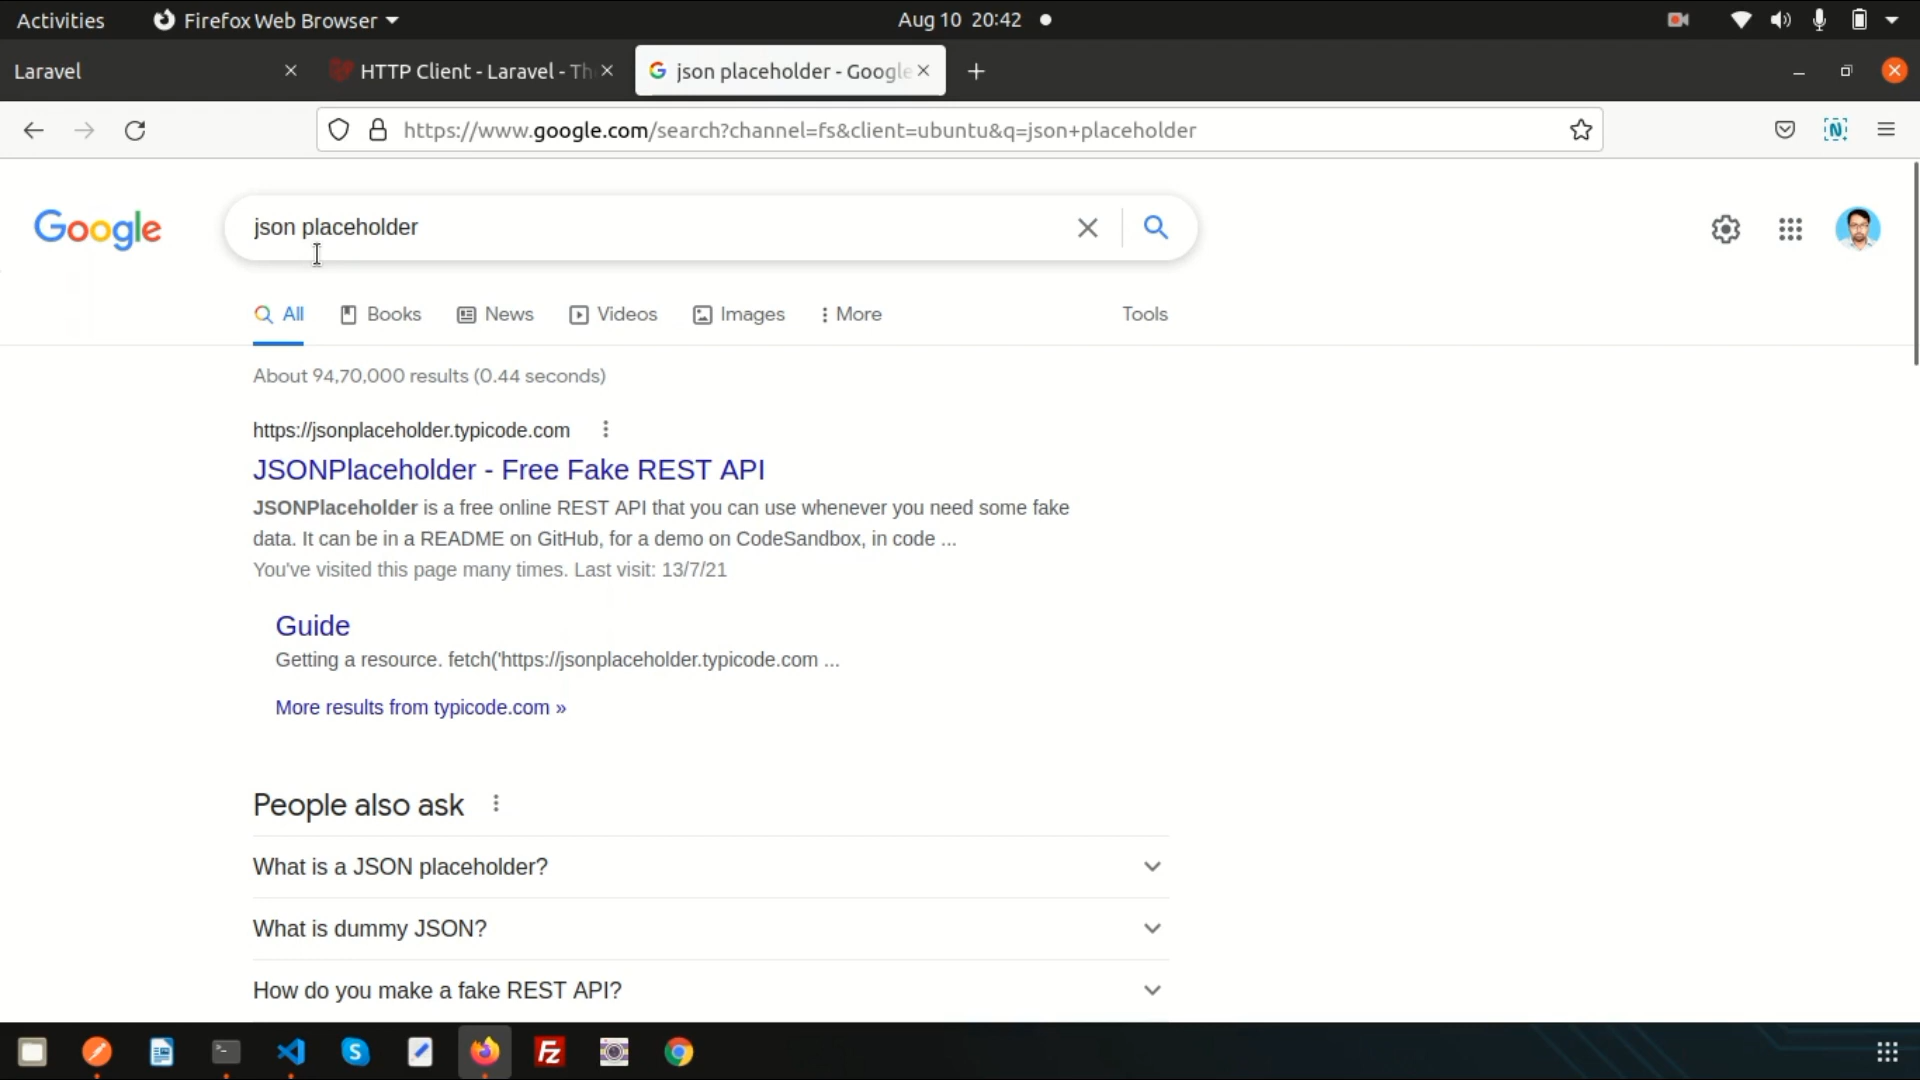 Activities
Firefox Web Browser
Aug 10 20:42
Laravel
HTTP Client - Laravel - Th
json placeholder - Google
https://www.google.com/search?channel=fs&client=ubuntu&q=json+placeholder
Google
json placeholder
All
Books
News
Videos
Images
More
Tools
About 94,70,000 results (0.44 seconds)
https://jsonplaceholder.typicode.com
JSONPlaceholder - Free Fake REST API
JSONPlaceholder is a free online REST API that you can use whenever you need some fake
data. It can be in a README on GitHub, for a demo on CodeSandbox, in code ...
You've visited this page many times. Last visit: 13/7/21
Guide
Getting a resource. fetch('https://jsonplaceholder.typicode.com ...
More results from typicode.com »
People also ask
What is a JSON placeholder?
What is dummy JSON?
How do you make a fake REST API?